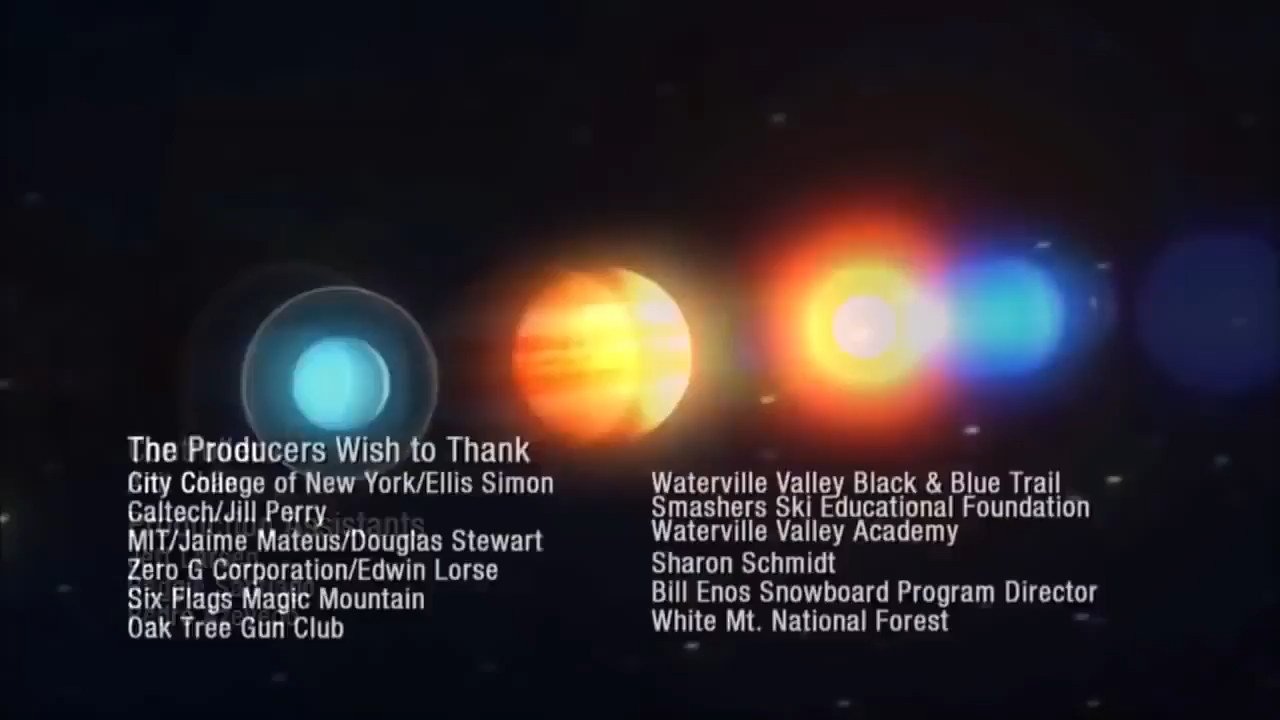 The Producers Wish to Thank
City College of New York/Ellis Simon
Caltech/Jill Perry
MIT/Jaime Mateus/Douglas Stewart
Zero G Corporation/Edwin Lorse
Six Flags Magic Mountain
Oak Tree Gun Club
Waterville Valley Black & Blue Trail
Smashers Ski Educational Foundation
Waterville Valley Academy
Sharon Schmidt
Bill Enos Snowboard Program Director
White Mt. National Forest
Assistants